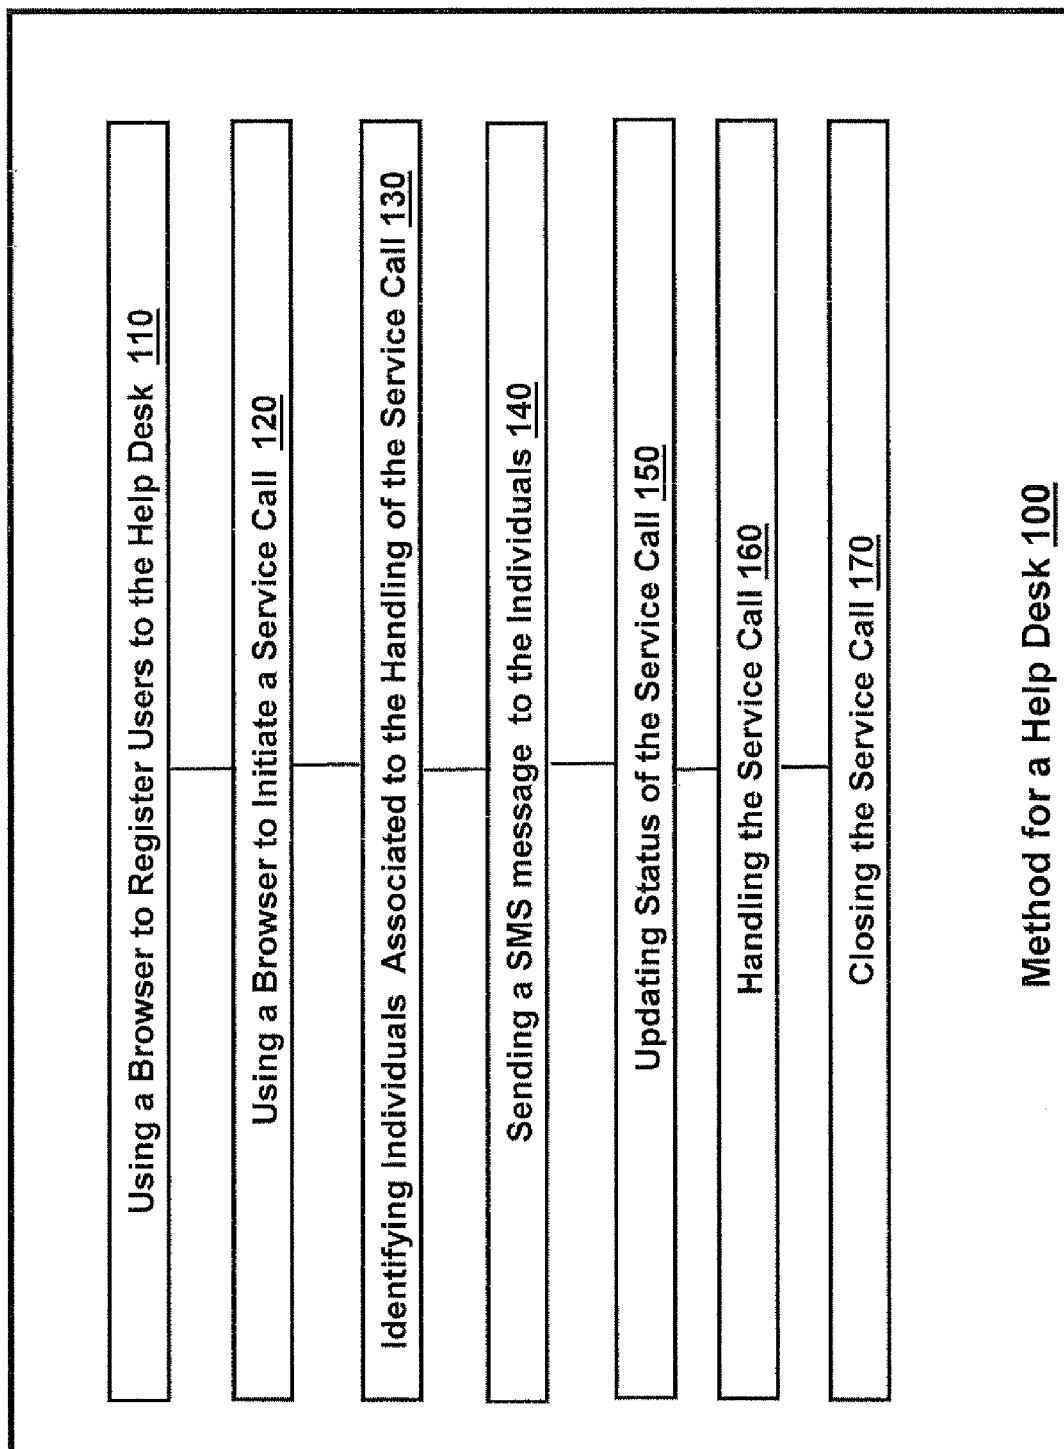 Using a Browser to Register Users to the Help Desk 110
Using a Browser to Initiate a Service Call 120
Identifying Individuals Associated to the Handling of the Service Call 130
Sending a SMS message to the Individuals 140
Updating Status of the Service Call 150
Handling the Service Call 160
Closing the Service Call 170
Method for a Help Desk 100